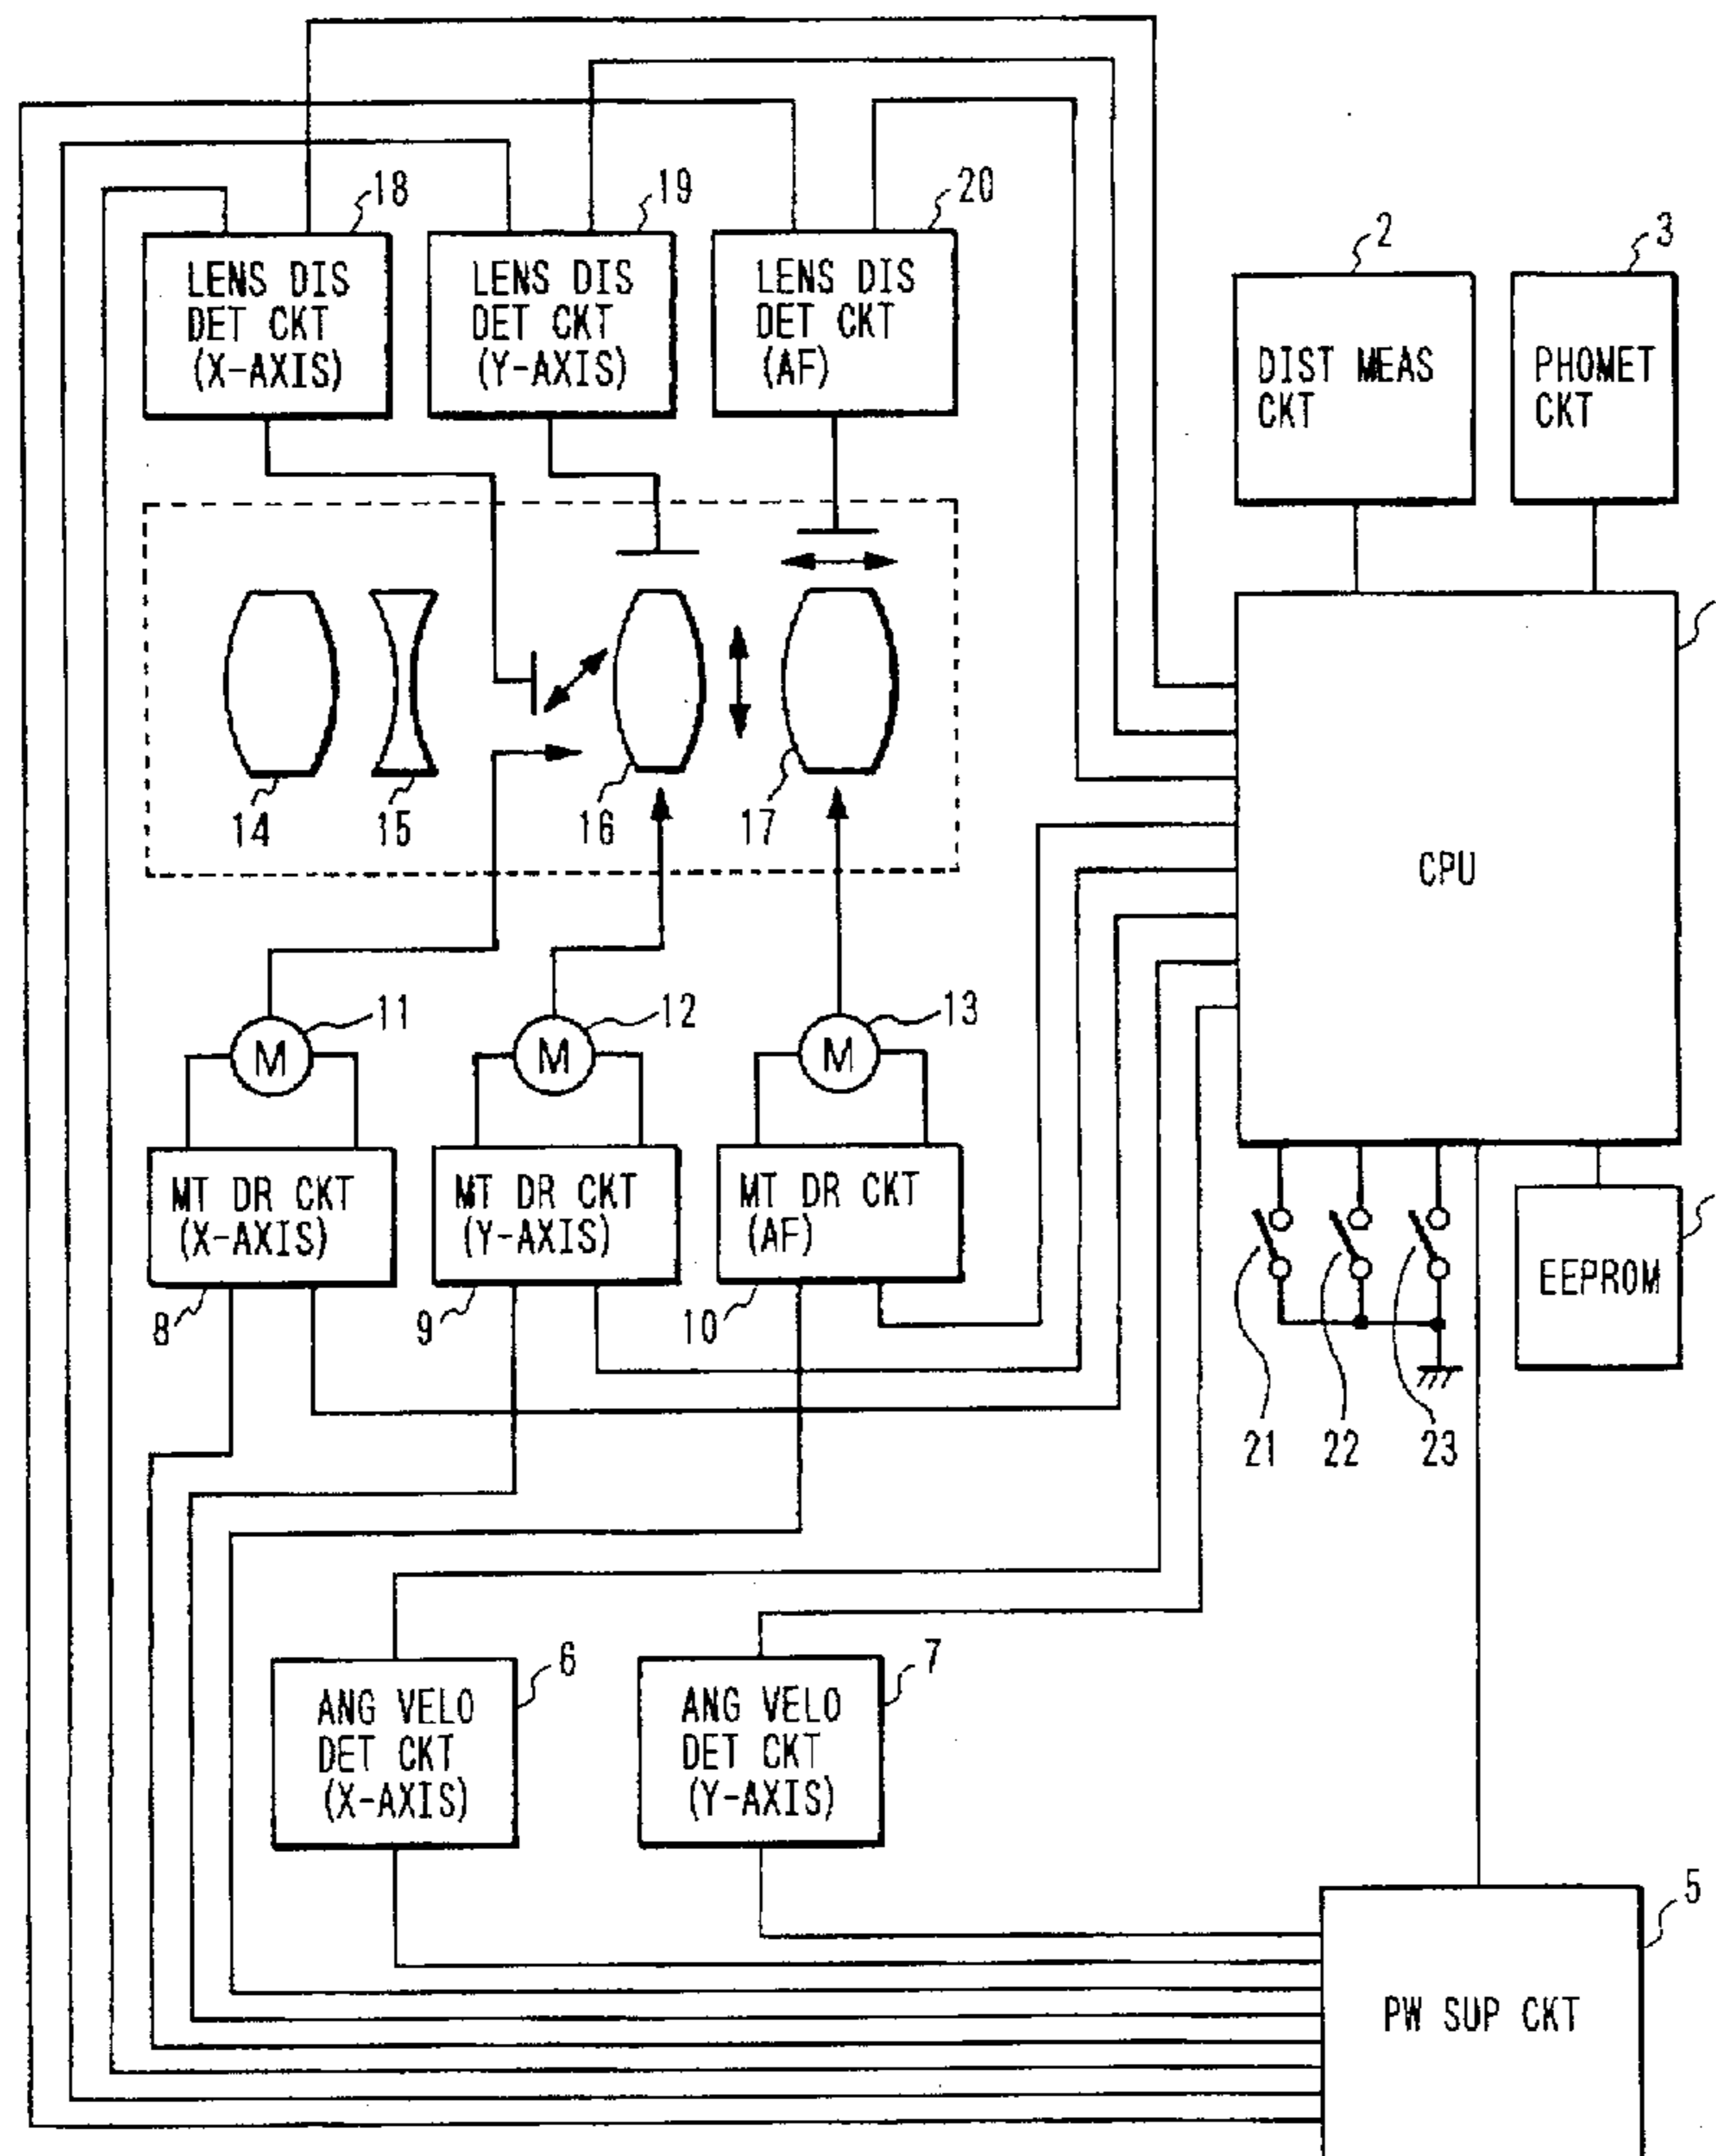 18
19
20
2
3
LENS DIS
DET CKT
(X-AXIS)
LENS DIS
DET CKT
(Y-AXIS)
LENS DIS
DET CKT
(AF)
DIST MEAS
CKT
PHOMET
CKT
14
15
16
17
CPU
11
12
13
M
M
M
MT DR CKT
(X-AXIS)
MT DR CKT
(Y-AXIS)
MT DR CKT
(AF)
EEPROM
8
9
10
21
22
23
6
7
ANG VELO
DET CKT
(X-AXIS)
ANG VELO
DET CKT
(Y-AXIS)
5
PW SUP CKT